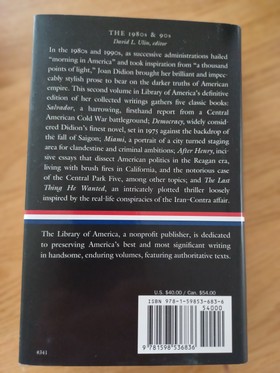 THE 1980s & 90s
David L. Ulin, editor
In the 1980s and 1990s, as successive administrations hailed
"morning in America" and took inspiration from "a thousand
points of light," Joan Didion brought her brilliant and impec-
cably stylish prose to bear on the darker truths of American
empire. This second volume in Library of America's definitive
edition of her collected writings gathers five classic books:
Salvador, a harrowing, firsthand report from a Central
American Cold War battleground; Democracy, widely consid-
ered Didion's finest novel, set in 1975 against the backdrop of
the fall of Saigon; Miami, a portrait of a city turned staging
area for clandestine and criminal ambitions; After Henry, inci-
sive essays that dissect American politics in the Reagan era,
living with brush fires in California, and the notorious case
of the Central Park Five, among other topics; and The Last
Thing He Wanted, an intricately plotted thriller loosely
inspired by the real-life conspiracies of the Iran-Contra affair.
The Library of America, a nonprofit publisher, is dedicated
to preserving America's best and most significant writing
in handsome, enduring volumes, featuring authoritative texts.
U.S. $40.00 / Can. $54.00
ISBN 978-1-59853-683-6
54000
9 781598 536836
#341